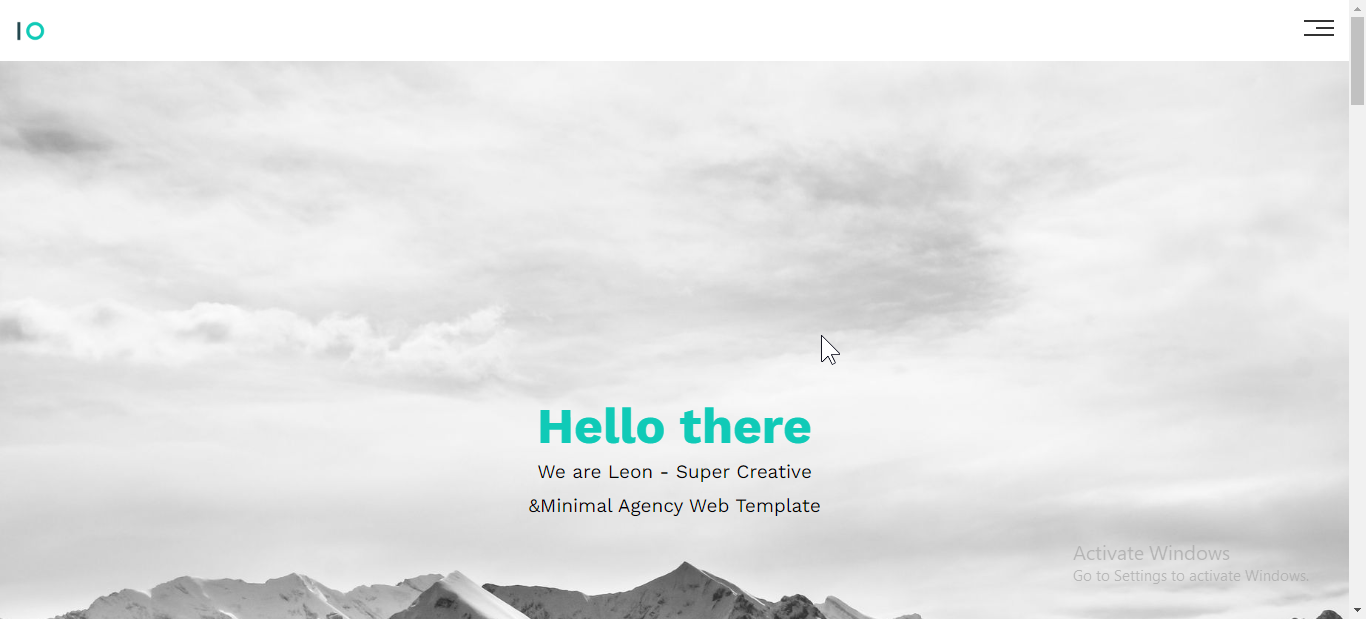 IO
Hello there
We are Leon - Super Creative
&Minimal Agency Web Template
Activate Windows
Go to Settings to activate Windows.